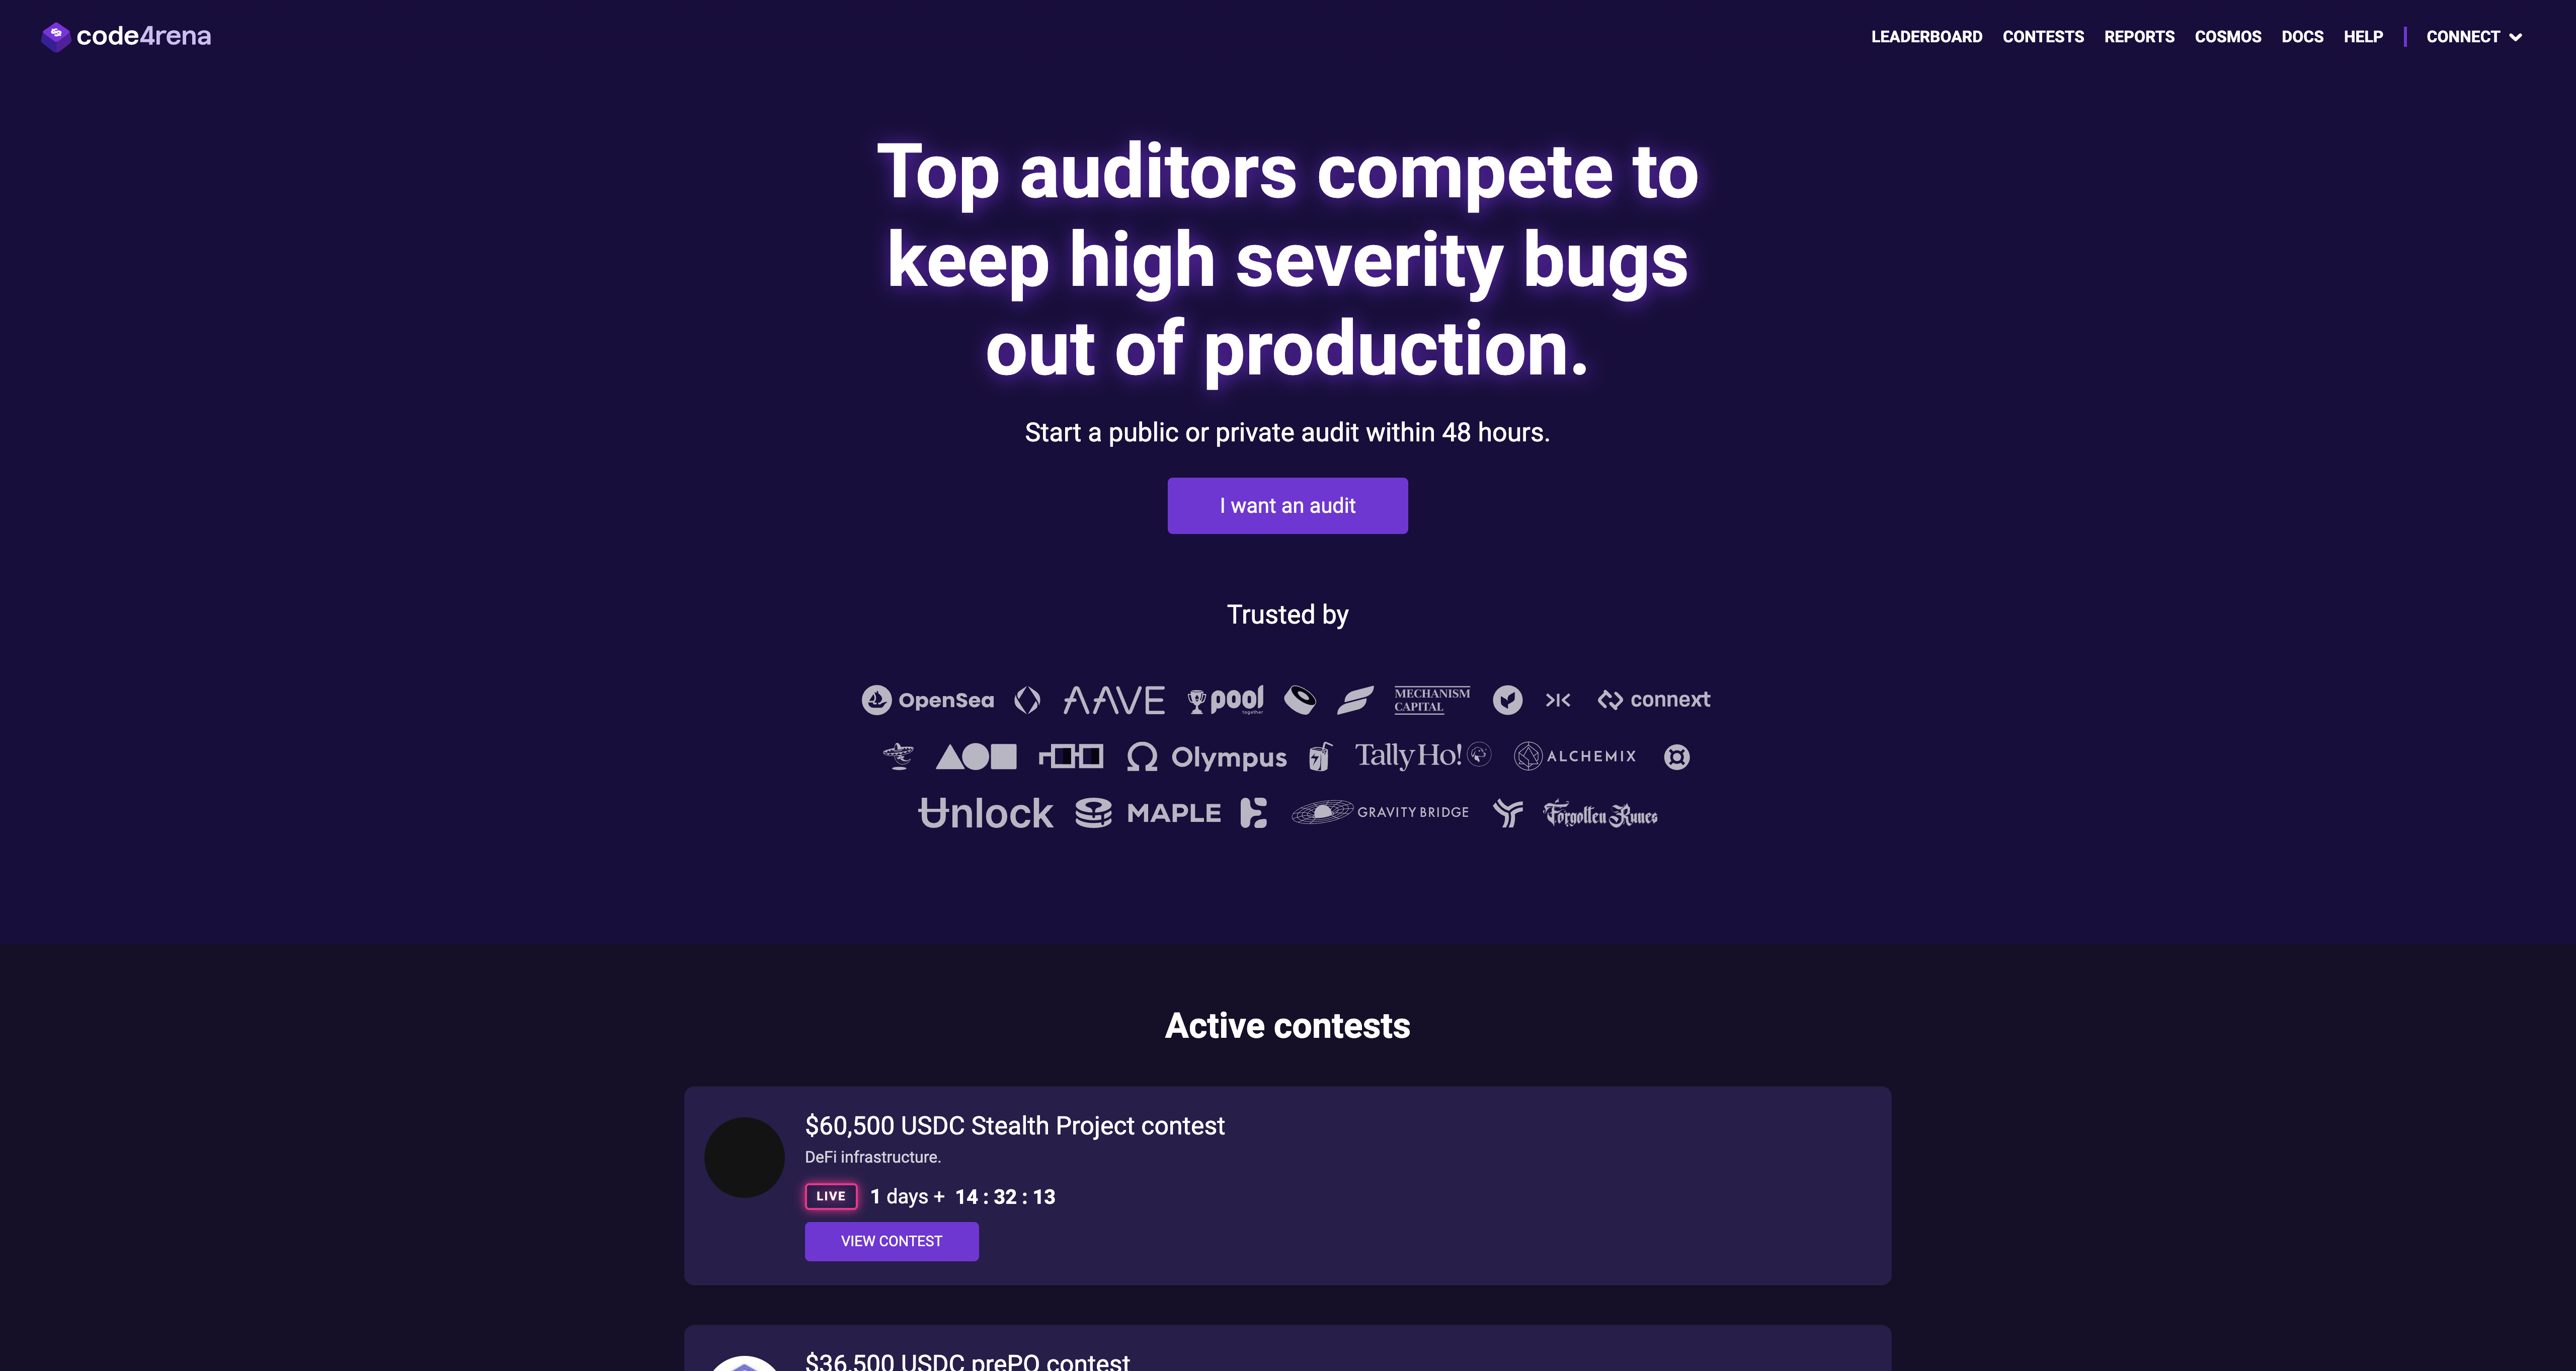 code4rena
LEADERBOARD CONTESTS REPORTS COSMOS DOCS HELP CONNECT
Top auditors compete to
keep high severity bugs
out of production.
Start a public or private audit within 48 hours.
I want an audit
Trusted by
OpenSea AAVE pool together MECHANISM CAPITAL connext
Olympus Tally Ho! ALCHEMIX
Unlock MAPLE GRAVITY BRIDGE Forgotten Runes
Active contests
$60,500 USDC Stealth Project contest
DeFi infrastructure.
LIVE 1 days + 14 : 32 : 13
VIEW CONTEST
$36,500 USDC prePO contest